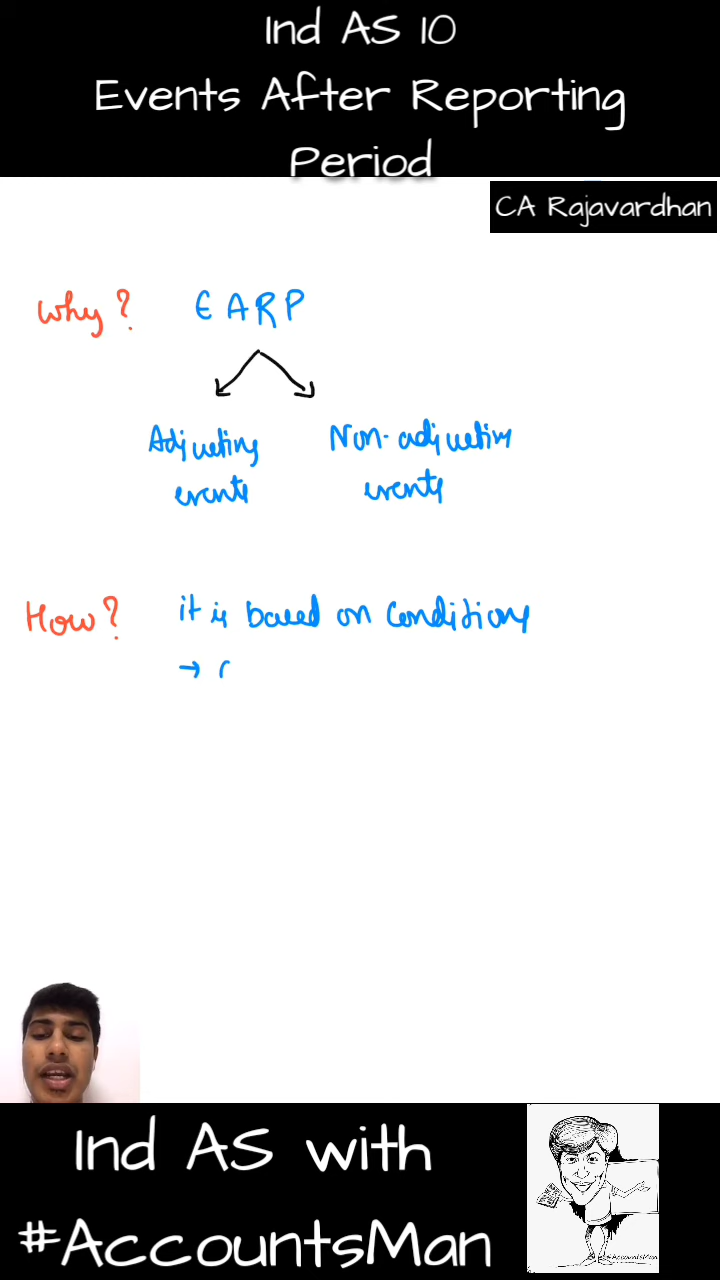 Ind AS 10
Events After Reporting
Period
CA Rajavardhan
Why? EARP
Adjusting Non-adjusting
events events
How? it is based on Conditions
→
Ind AS with
#AccountsMan
#AccountsMan